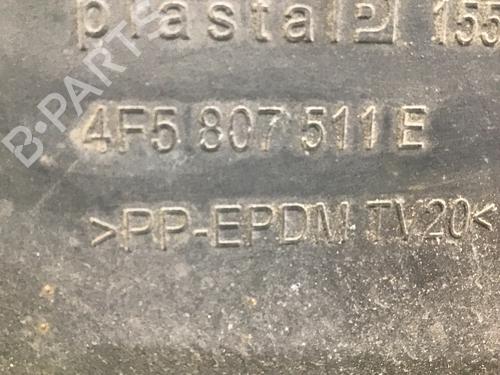 plastal P 155
4F5 807 511 E
>PP-EPDM TV20<
B-PARTS